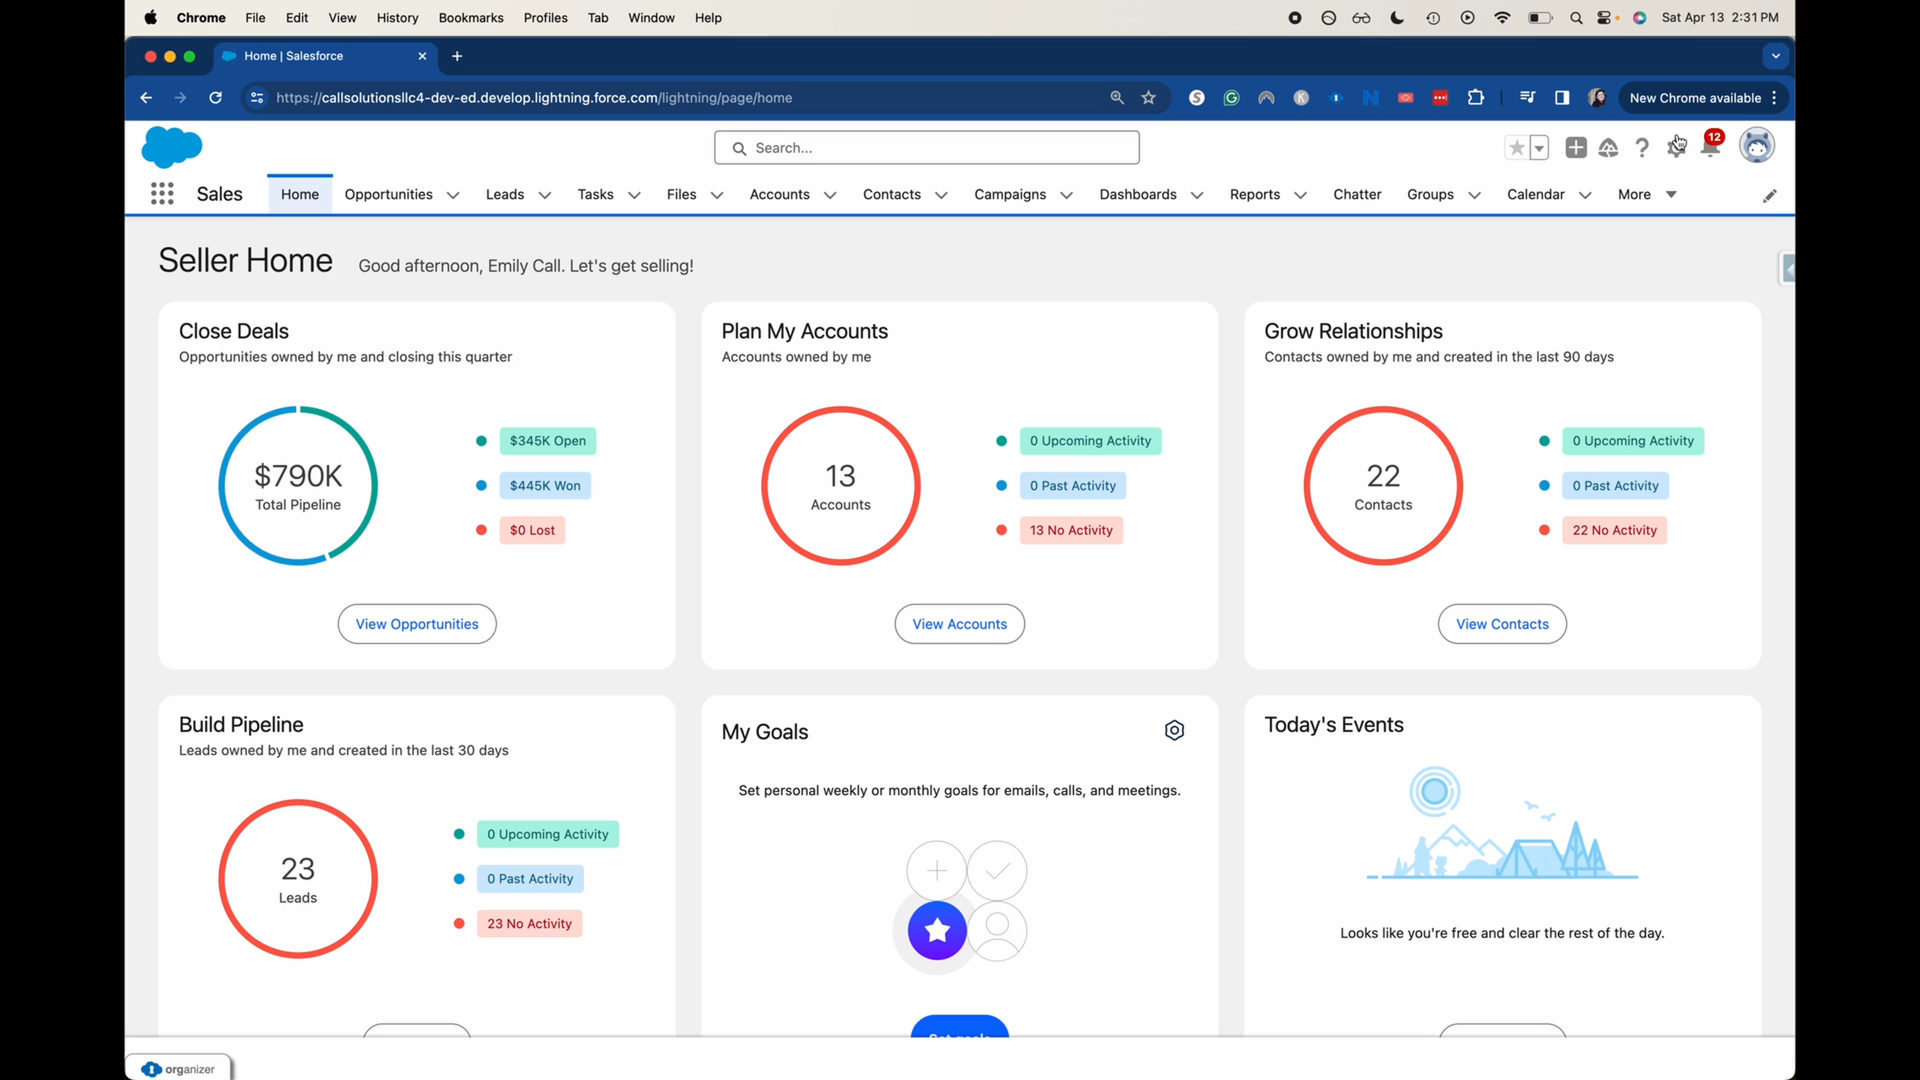 Chrome File Edit View History Bookmarks Profiles Tab Window Help Sat Apr 13 2:31 PM
Home | Salesforce
https://callsolutionsllc4-dev-ed.develop.lightning.force.com/lightning/page/home New Chrome available
Search... 12
Sales Home Opportunities Leads Tasks Files Accounts Contacts Campaigns Dashboards Reports Chatter Groups Calendar More
Seller Home Good afternoon, Emily Call. Let's get selling!
Close Deals
Opportunities owned by me and closing this quarter
$790K
Total Pipeline
$345K Open
$445K Won
$0 Lost
View Opportunities
Plan My Accounts
Accounts owned by me
13
Accounts
0 Upcoming Activity
0 Past Activity
13 No Activity
View Accounts
Grow Relationships
Contacts owned by me and created in the last 90 days
22
Contacts
0 Upcoming Activity
0 Past Activity
22 No Activity
View Contacts
Build Pipeline
Leads owned by me and created in the last 30 days
23
Leads
0 Upcoming Activity
0 Past Activity
23 No Activity
My Goals
Set personal weekly or monthly goals for emails, calls, and meetings.
Today's Events
Looks like you're free and clear the rest of the day.
organizer